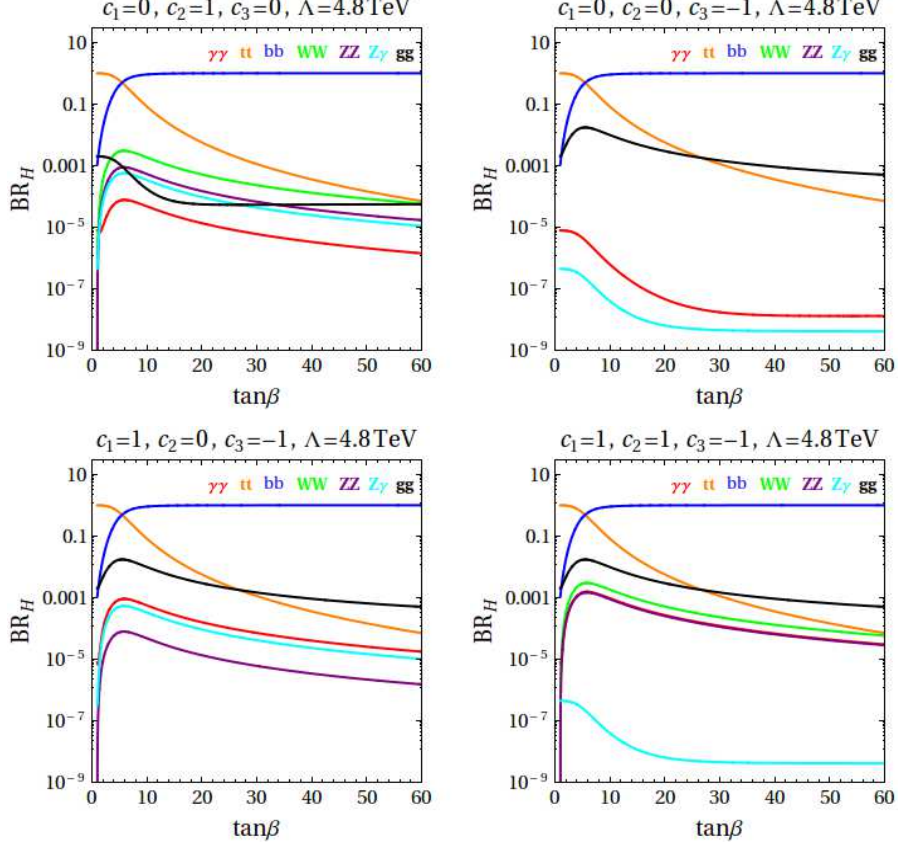 c₁=0, c₂=1, c₃=0, Λ=4.8TeV
γγ tt bb WW ZZ Zγ gg
10
0.1
0.001
10⁻⁵
10⁻⁷
10⁻⁹
BR_H
0 10 20 30 40 50 60
tanβ
c₁=0, c₂=0, c₃=−1, Λ=4.8TeV
γγ tt bb WW ZZ Zγ gg
10
0.1
0.001
10⁻⁵
10⁻⁷
10⁻⁹
BR_H
0 10 20 30 40 50 60
tanβ
c₁=1, c₂=0, c₃=−1, Λ=4.8TeV
γγ tt bb WW ZZ Zγ gg
10
0.1
0.001
10⁻⁵
10⁻⁷
10⁻⁹
BR_H
0 10 20 30 40 50 60
tanβ
c₁=1, c₂=1, c₃=−1, Λ=4.8TeV
γγ tt bb WW ZZ Zγ gg
10
0.1
0.001
10⁻⁵
10⁻⁷
10⁻⁹
BR_H
0 10 20 30 40 50 60
tanβ